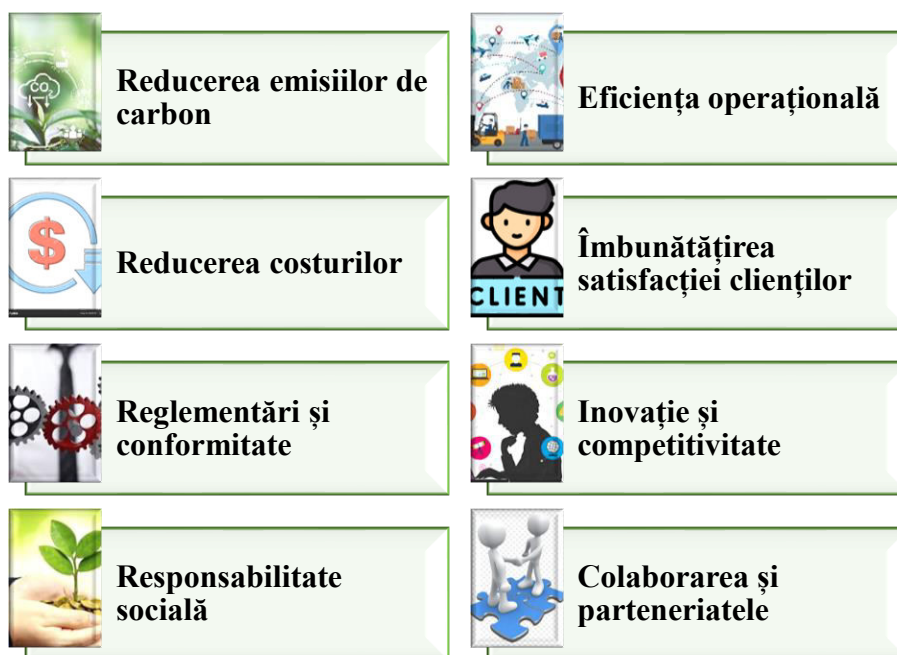 Reducerea emisiilor de
carbon
Eficiența operațională
Reducerea costurilor
Îmbunătățirea
satisfacției clienților
CLIENT
Reglementări și
conformitate
Inovație și
competitivitate
Responsabilitate
socială
Colaborarea și
parteneriatele
CO₂
$